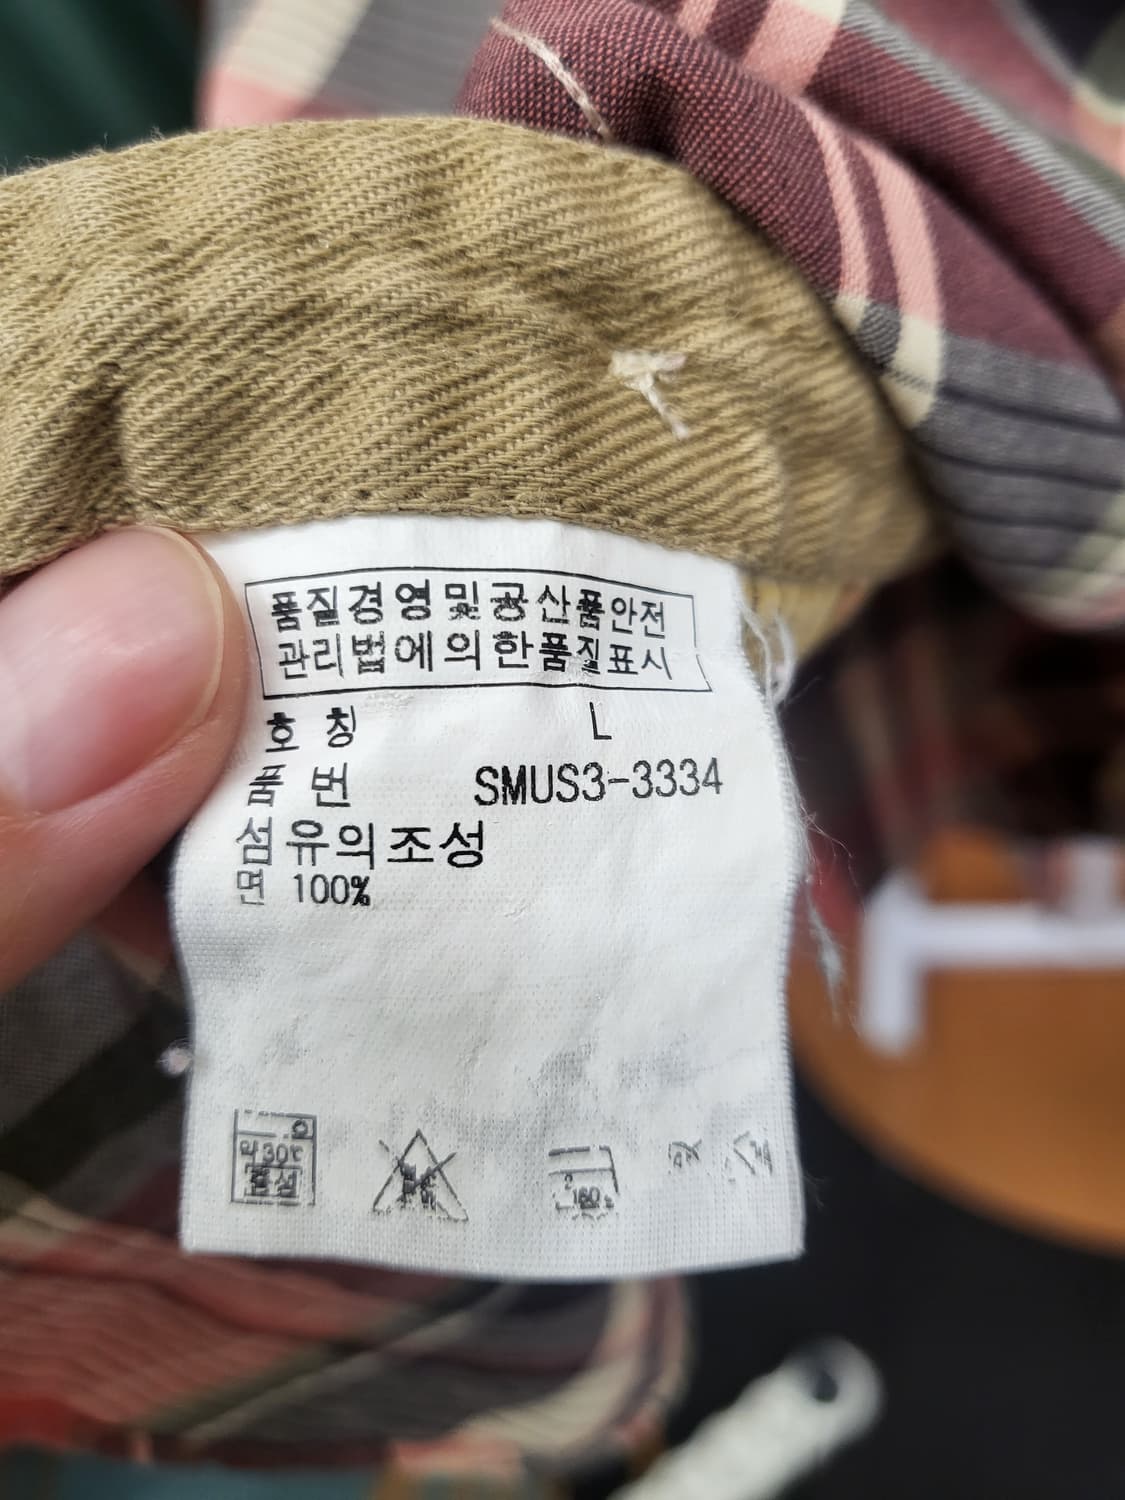 품질경영및공산품안전
관리법에의한품질표시
호 칭 L
품 번 SMUS3-3334
섬유의조성
면 100%
약30℃
중성
160